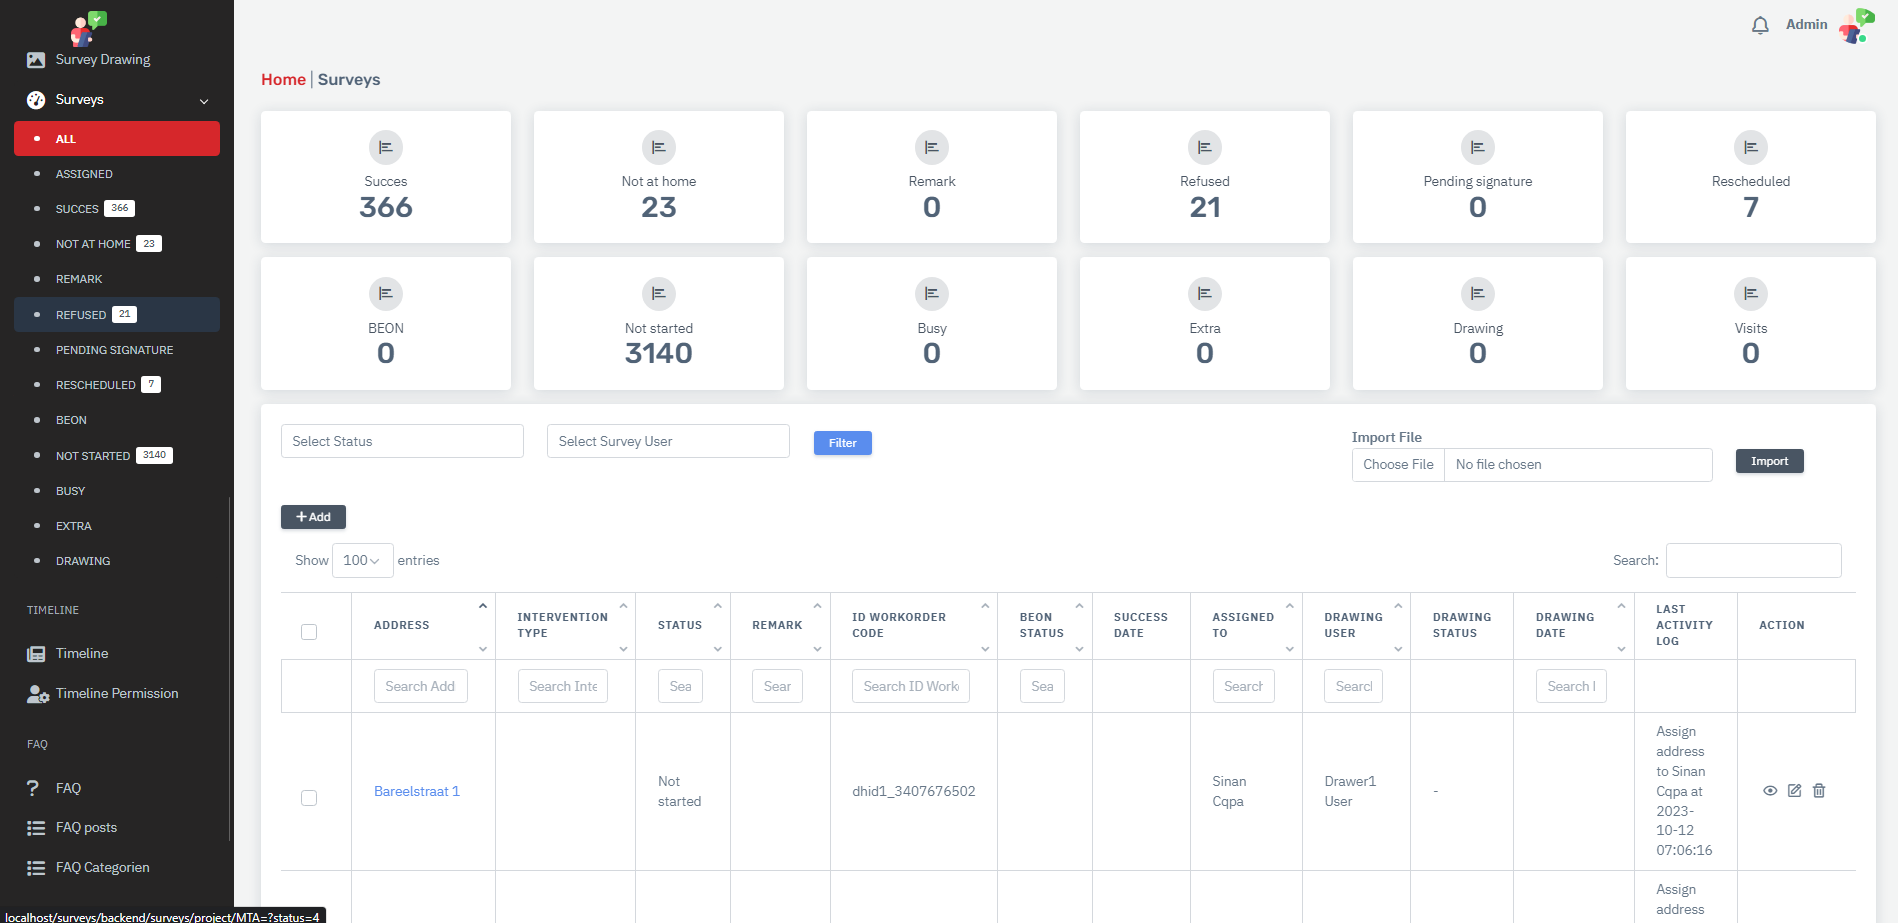 Survey Drawing
Surveys
ALL
ASSIGNED
SUCCES 366
NOT AT HOME 23
REMARK
REFUSED 21
PENDING SIGNATURE
RESCHEDULED 7
BEON
NOT STARTED 3140
BUSY
EXTRA
DRAWING
TIMELINE
Timeline
Timeline Permission
FAQ
FAQ
FAQ posts
FAQ Categorien
localhost/surveys/backend/surveys/project/MTA=?status=4
Admin
Home | Surveys
Succes
366
Not at home
23
Remark
0
Refused
21
Pending signature
0
Rescheduled
7
BEON
0
Not started
3140
Busy
0
Extra
0
Drawing
0
Visits
0
Select Status
Select Survey User
Filter
Import File
Choose File No file chosen
Import
+ Add
Show 100 entries
Search:
ADDRESS
INTERVENTION
TYPE
STATUS
REMARK
ID WORKORDER
CODE
BEON
STATUS
SUCCESS
DATE
ASSIGNED
TO
DRAWING
USER
DRAWING
STATUS
DRAWING
DATE
LAST
ACTIVITY
LOG
ACTION
Search Add
Search Inte
Sea
Sear
Search ID Work
Sea
Search
Search
Search
Bareelstraat 1
Not
started
dhid1_3407676502
Sinan
Cqpa
Drawer1
User
-
Assign
address
to Sinan
Cqpa at
2023-
10-12
07:06:16
Assign
address